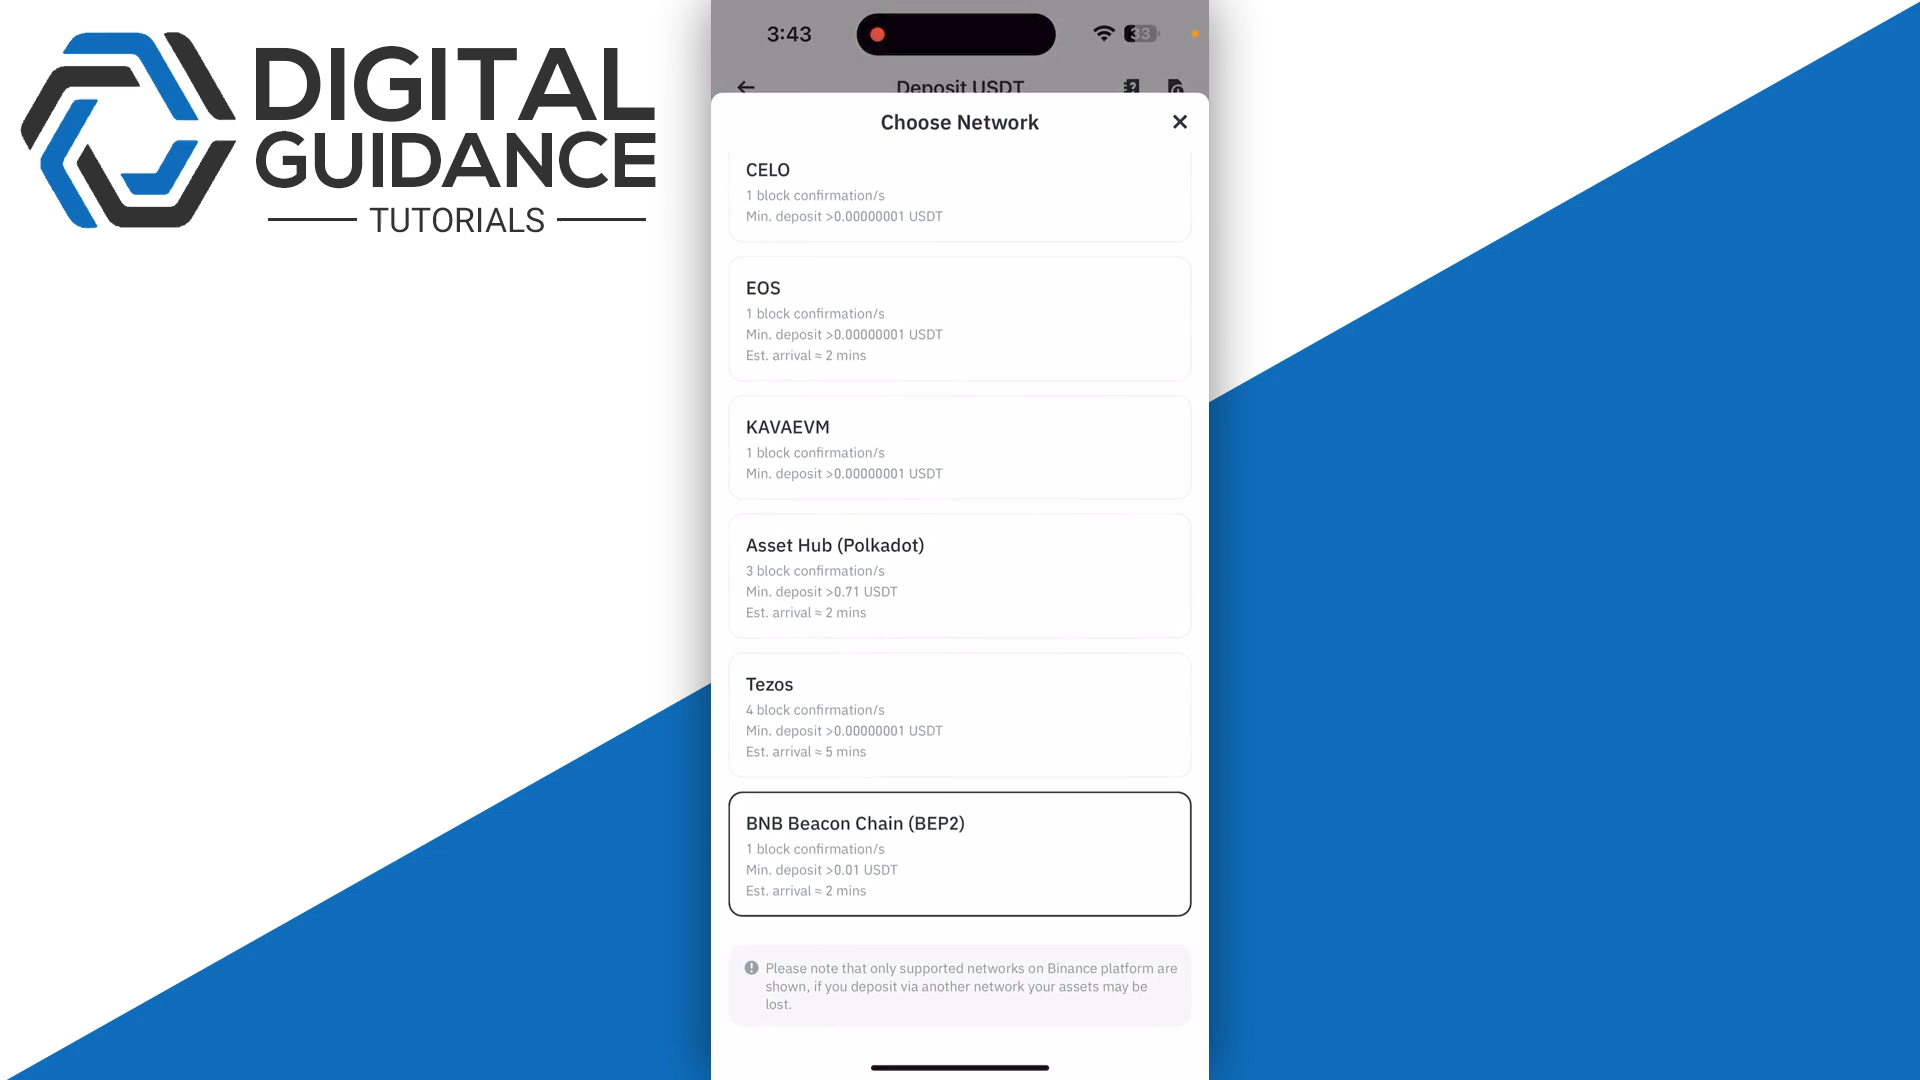 DIGITAL
GUIDANCE
TUTORIALS
3:43
33
Deposit USDT
Choose Network
CELO
1 block confirmation/s
Min. deposit >0.00000001 USDT
EOS
1 block confirmation/s
Min. deposit >0.00000001 USDT
Est. arrival ≈ 2 mins
KAVAEVM
1 block confirmation/s
Min. deposit >0.00000001 USDT
Asset Hub (Polkadot)
3 block confirmation/s
Min. deposit >0.71 USDT
Est. arrival ≈ 2 mins
Tezos
4 block confirmation/s
Min. deposit >0.00000001 USDT
Est. arrival ≈ 5 mins
BNB Beacon Chain (BEP2)
1 block confirmation/s
Min. deposit >0.01 USDT
Est. arrival ≈ 2 mins
Please note that only supported networks on Binance platform are
shown, if you deposit via another network your assets may be
lost.